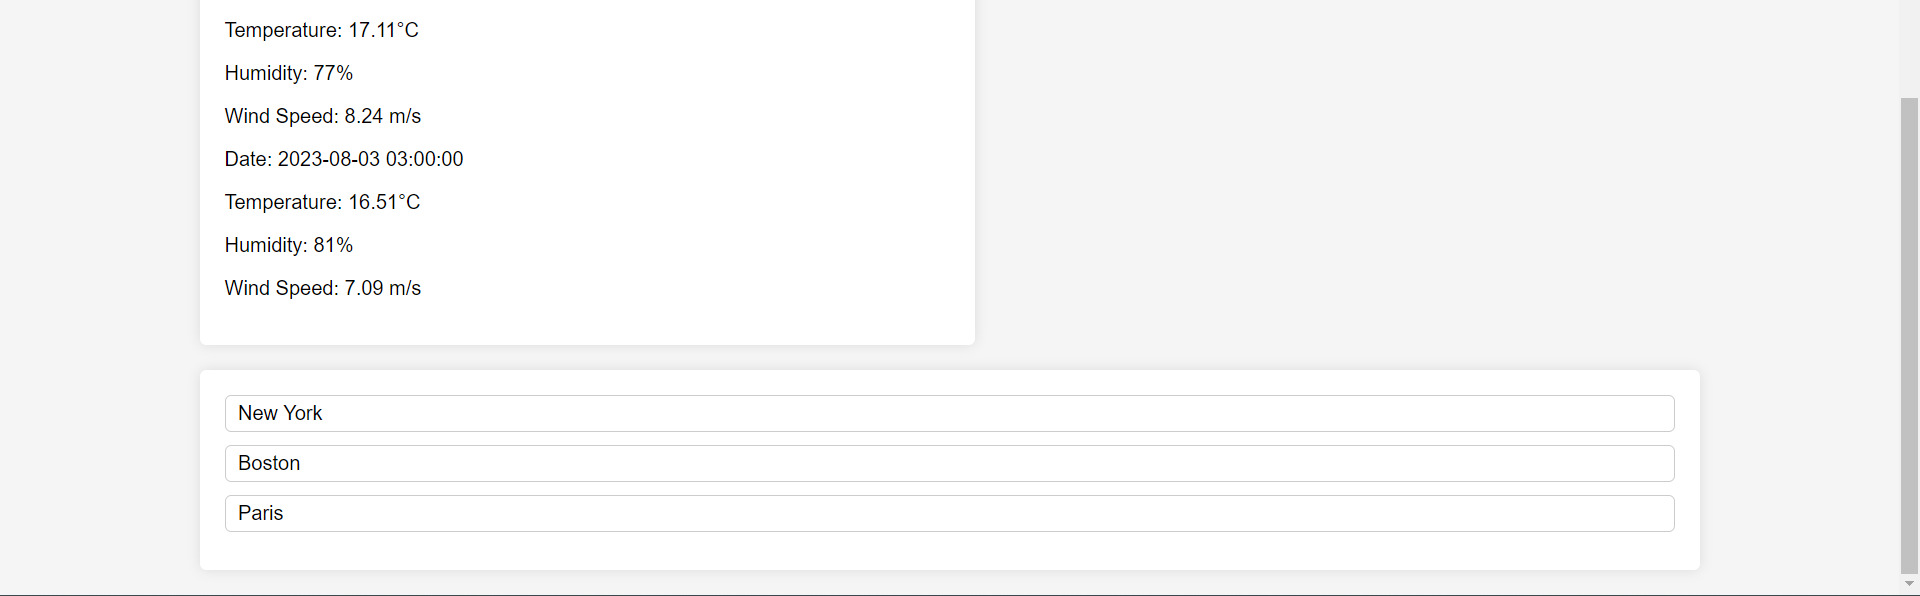 Temperature: 17.11°C
Humidity: 77%
Wind Speed: 8.24 m/s
Date: 2023-08-03 03:00:00
Temperature: 16.51°C
Humidity: 81%
Wind Speed: 7.09 m/s
New York
Boston
Paris